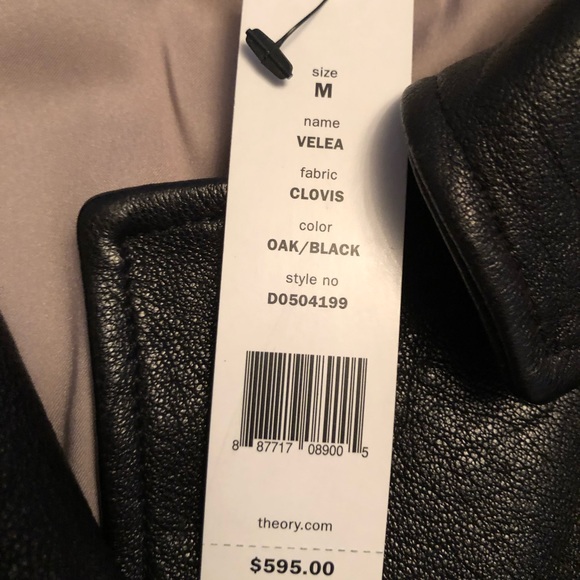 size
M
name
VELEA
fabric
CLOVIS
color
OAK/BLACK
style no
D0504199
8 87717 08900 5
theory.com
$595.00